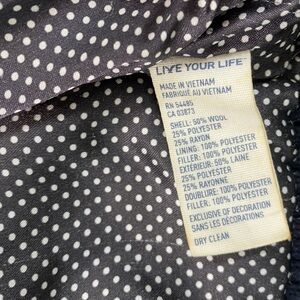 LIVE YOUR LIFE™
MADE IN VIETNAM
FABRIQUÉ AU VIETNAM
RN 54485
CA 03873
SHELL: 50% WOOL
25% POLYESTER
25% RAYON
LINING: 100% POLYESTER
FILLER: 100% POLYESTER
EXTÉRIEUR: 50% LAINE
25% POLYESTER
25% RAYONNE
DOUBLURE: 100% POLYESTER
FILLER: 100% POLYESTER
EXCLUSIVE OF DECORATION
SANS LES DÉCORATIONS
DRY CLEAN